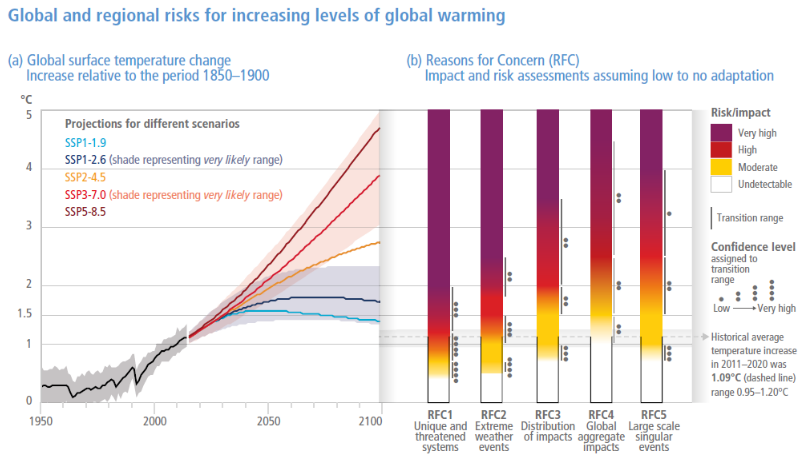 Global and regional risks for increasing levels of global warming
(a) Global surface temperature change
Increase relative to the period 1850–1900
(b) Reasons for Concern (RFC)
Impact and risk assessments assuming low to no adaptation
°C
5
4
3
2
1.5
1
0
Projections for different scenarios
SSP1-1.9
SSP1-2.6 (shade representing very likely range)
SSP2-4.5
SSP3-7.0 (shade representing very likely range)
SSP5-8.5
1950
2000
2050
2100
RFC1
Unique and
threatened
systems
RFC2
Extreme
weather
events
RFC3
Distribution
of impacts
RFC4
Global
aggregate
impacts
RFC5
Large scale
singular
events
Risk/impact
Very high
High
Moderate
Undetectable
Transition range
Confidence level
assigned to
transition
range
Low
Very high
Historical average
temperature increase
in 2011–2020 was
1.09°C (dashed line)
range 0.95–1.20°C